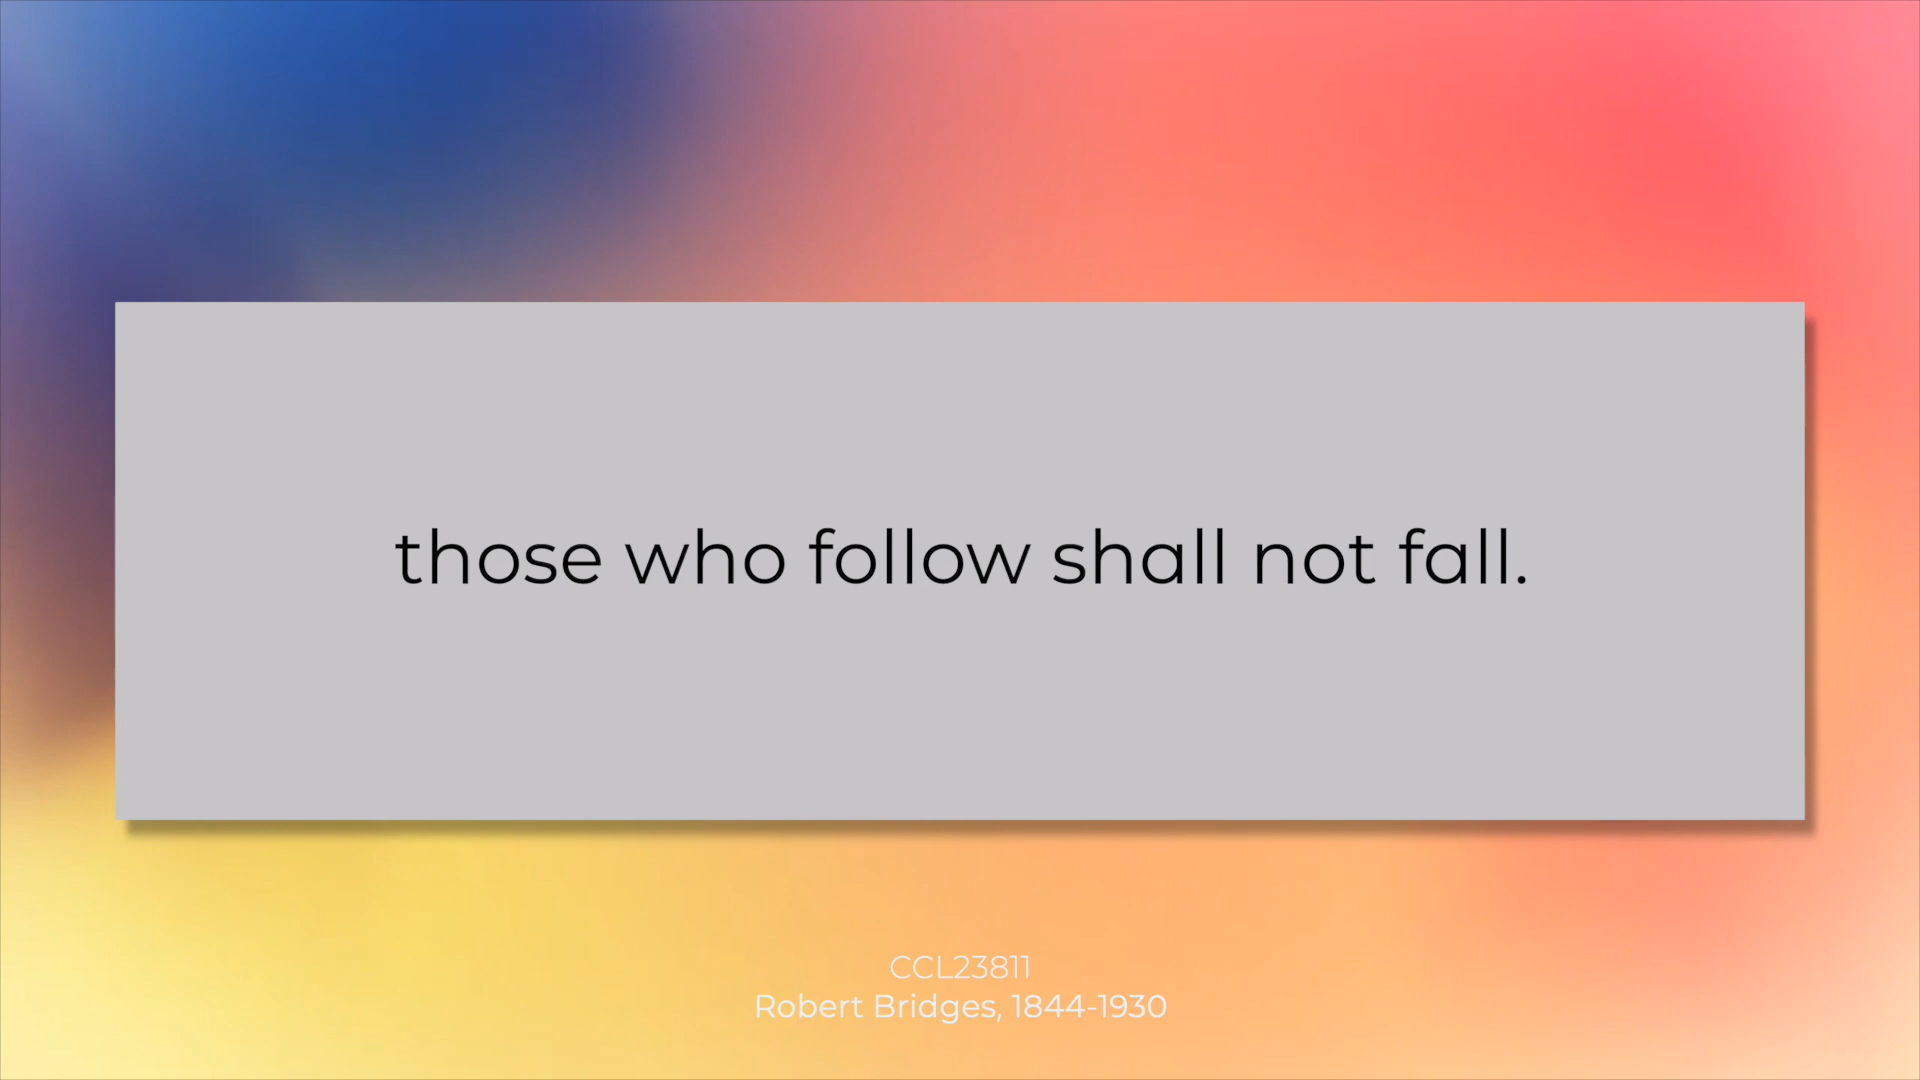 those who follow shall not fall.
CCL23811
Robert Bridges, 1844-1930